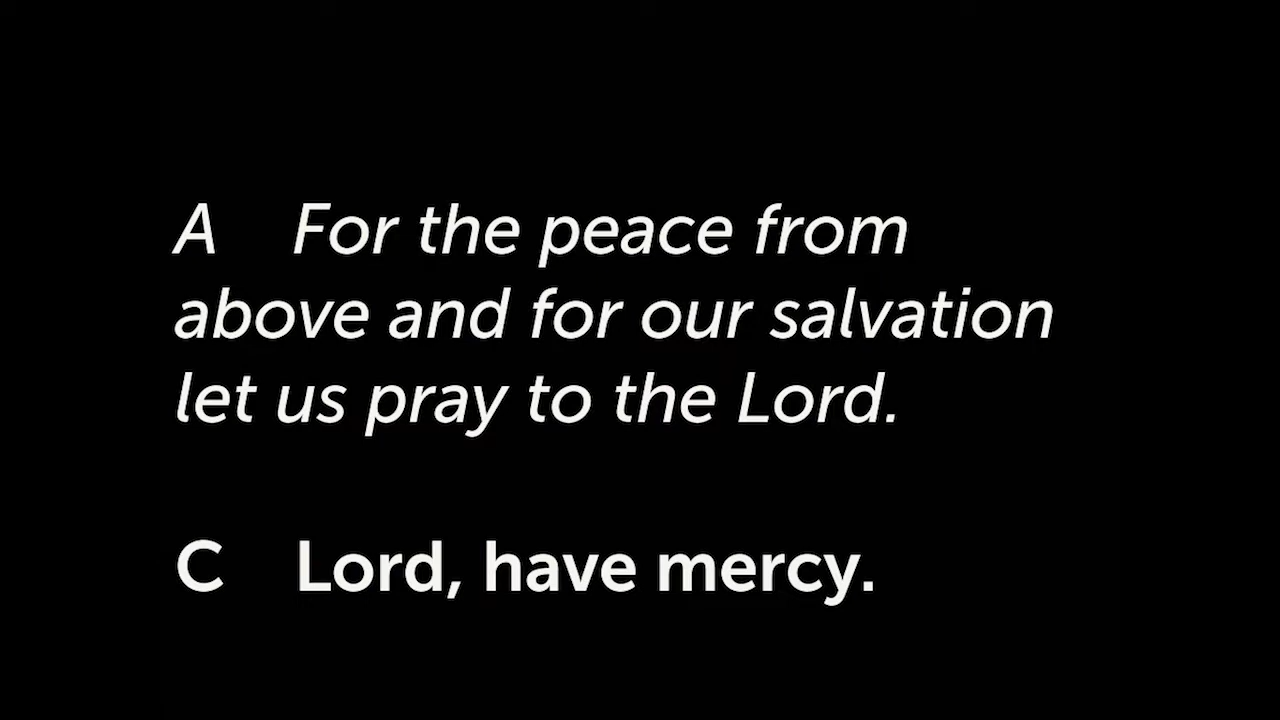 A For the peace from
above and for our salvation
let us pray to the Lord.
C Lord, have mercy.